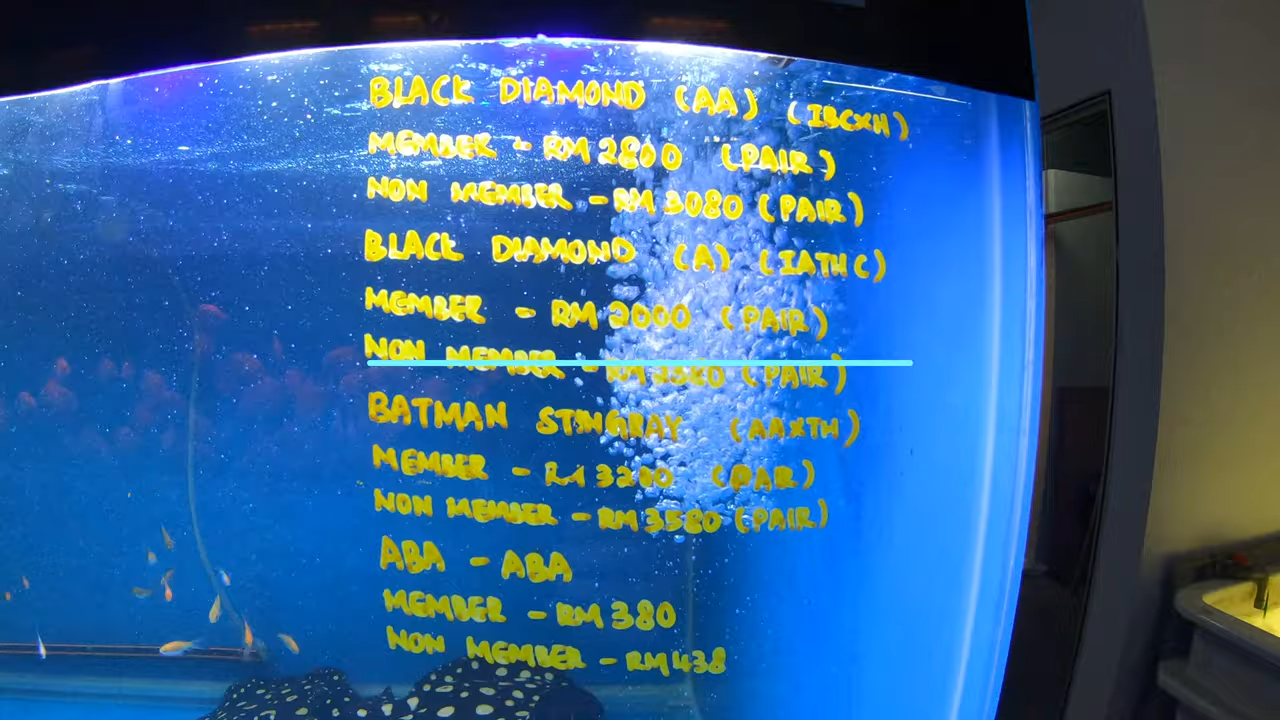 BLACK DIAMOND (AA) (IBCXH)
MEMBER - RM 2800 (PAIR)
NON MEMBER - RM 3080 (PAIR)
BLACK DIAMOND (A) (IATHC)
MEMBER - RM 2000 (PAIR)
NON MEMBER - RM (PAIR)
BATMAN STINGRAY (AAXTH)
MEMBER - RM 3200 (PAIR)
NON MEMBER - RM 3580 (PAIR)
ABA - ABA
MEMBER - RM 380
NON MEMBER - RM 438